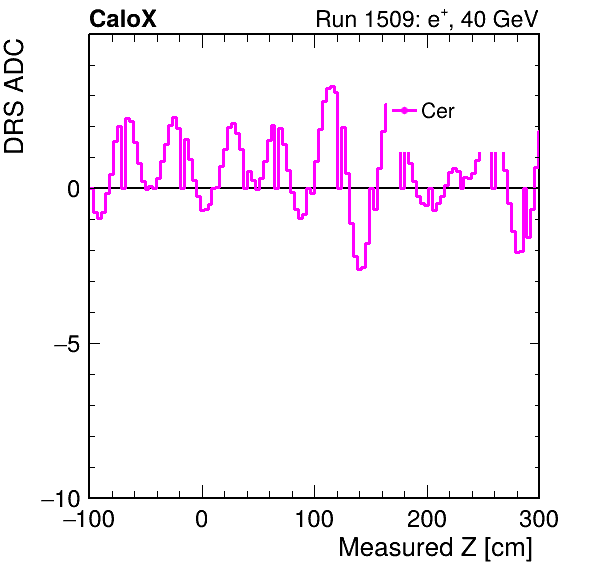 CaloX Run 1509: e⁺, 40 GeV
DRS ADC
Cer
0
−5
−10
−100 0 100 200 300
Measured Z [cm]